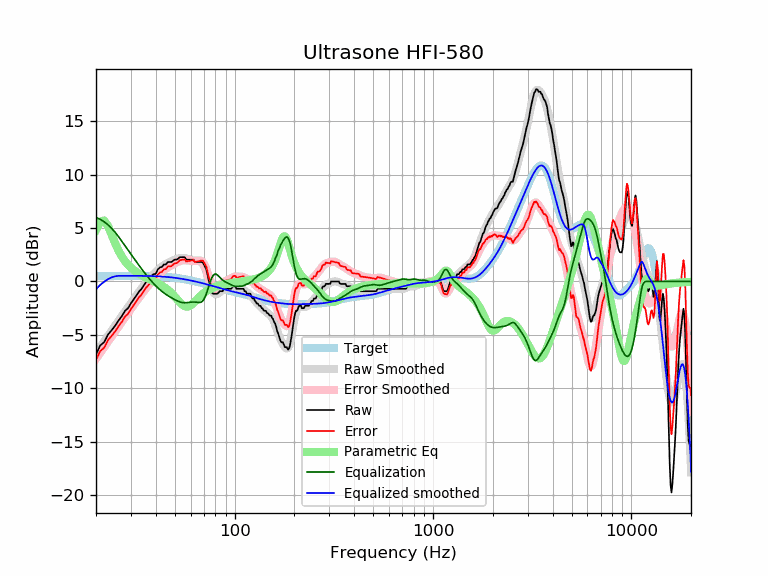 Ultrasone HFI-580
15
10
5
0
−5
−10
−15
−20
Amplitude (dBr)
Target
Raw Smoothed
Error Smoothed
Raw
Error
Parametric Eq
Equalization
Equalized smoothed
100
1000
10000
Frequency (Hz)